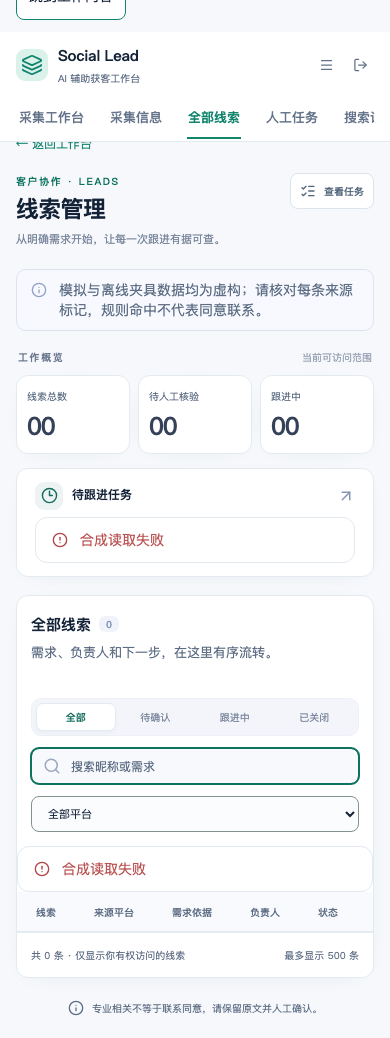 Social Lead
AI 辅助获客工作台
采集工作台 采集信息 全部线索 人工任务
← 返回工作台
客户协作 · LEADS
线索管理
查看任务
从明确需求开始，让每一次跟进有据可查。
模拟与离线夹具数据均为虚构；请核对每条来源
标记，规则命中不代表同意联系。
工作概览
当前可访问范围
线索总数 待人工核验 跟进中
00 00 00
待跟进任务
合成读取失败
全部线索 0
需求、负责人和下一步，在这里有序流转。
全部 待确认 跟进中 已关闭
搜索昵称或需求
全部平台
合成读取失败
线索 来源平台 需求依据 负责人 状态
共 0 条 · 仅显示你有权访问的线索
最多显示 500 条
专业相关不等于联系同意，请保留原文并人工确认。